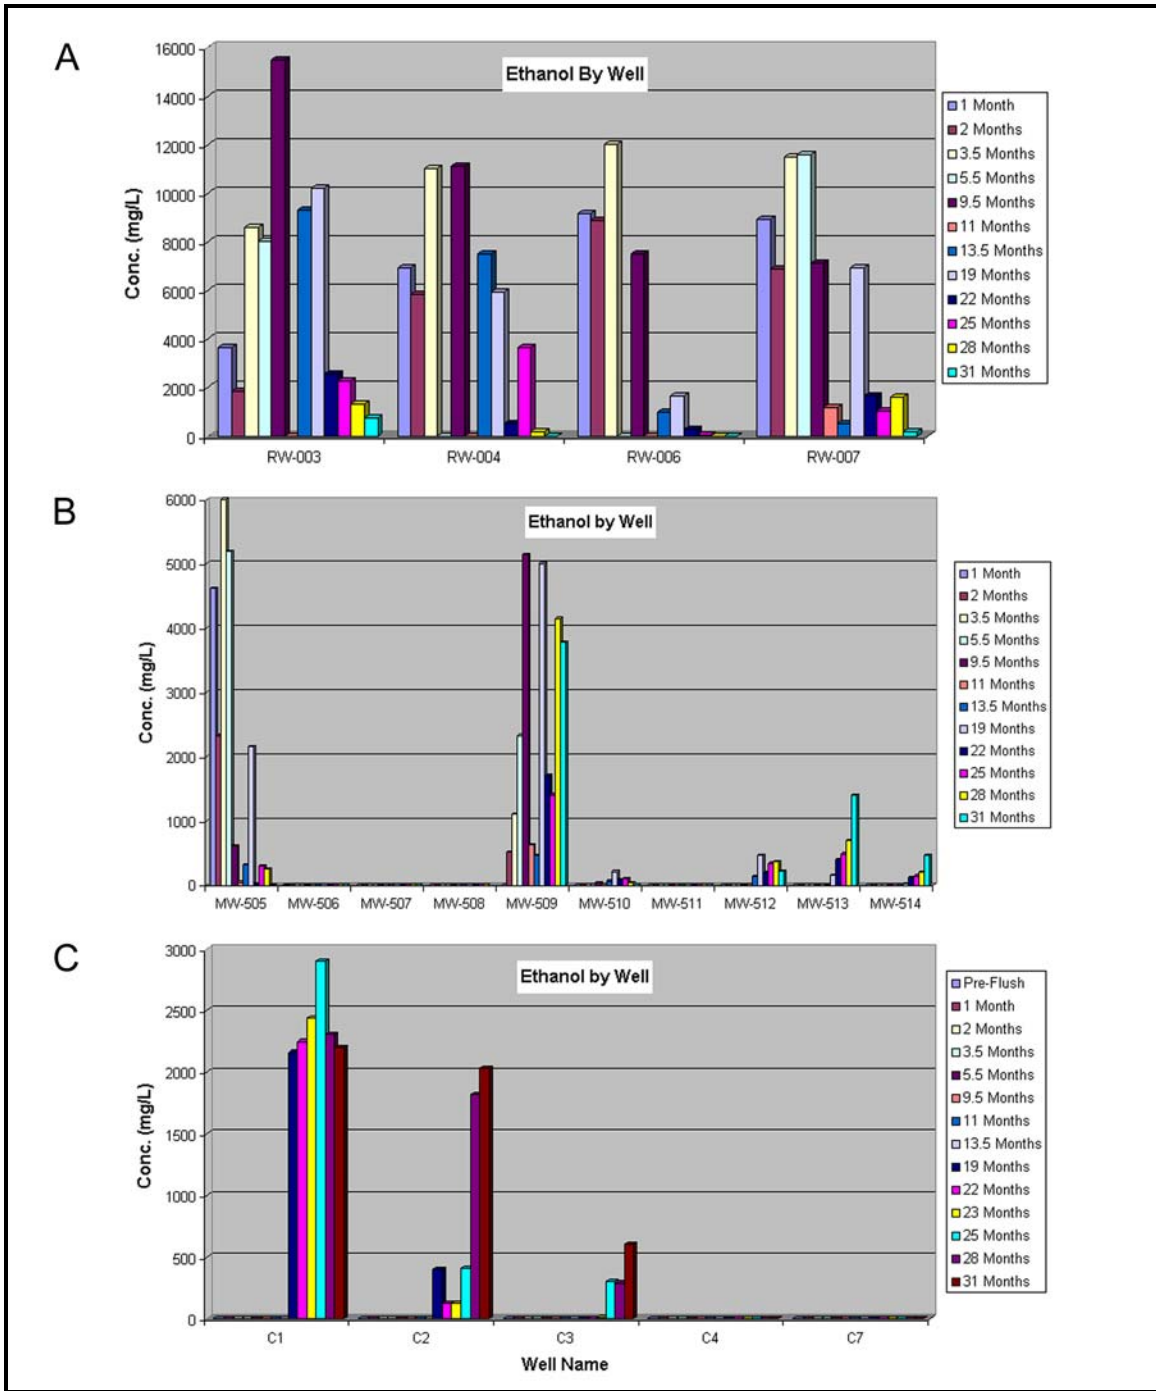 A
Ethanol By Well
16000
14000
12000
10000
8000
6000
4000
2000
0
Conc. (mg/L)
RW-003 RW-004 RW-006 RW-007
1 Month
2 Months
3.5 Months
5.5 Months
9.5 Months
11 Months
13.5 Months
19 Months
22 Months
25 Months
28 Months
31 Months
B
Ethanol by Well
6000
5000
4000
3000
2000
1000
0
Conc. (mg/L)
MW-505 MW-506 MW-507 MW-508 MW-509 MW-510 MW-511 MW-512 MW-513 MW-514
1 Month
2 Months
3.5 Months
5.5 Months
9.5 Months
11 Months
13.5 Months
19 Months
22 Months
25 Months
28 Months
31 Months
C
Ethanol by Well
3000
2500
2000
1500
1000
500
0
Conc. (mg/L)
C1 C2 C3 C4 C7
Well Name
Pre-Flush
1 Month
2 Months
3.5 Months
5.5 Months
9.5 Months
11 Months
13.5 Months
19 Months
22 Months
23 Months
25 Months
28 Months
31 Months